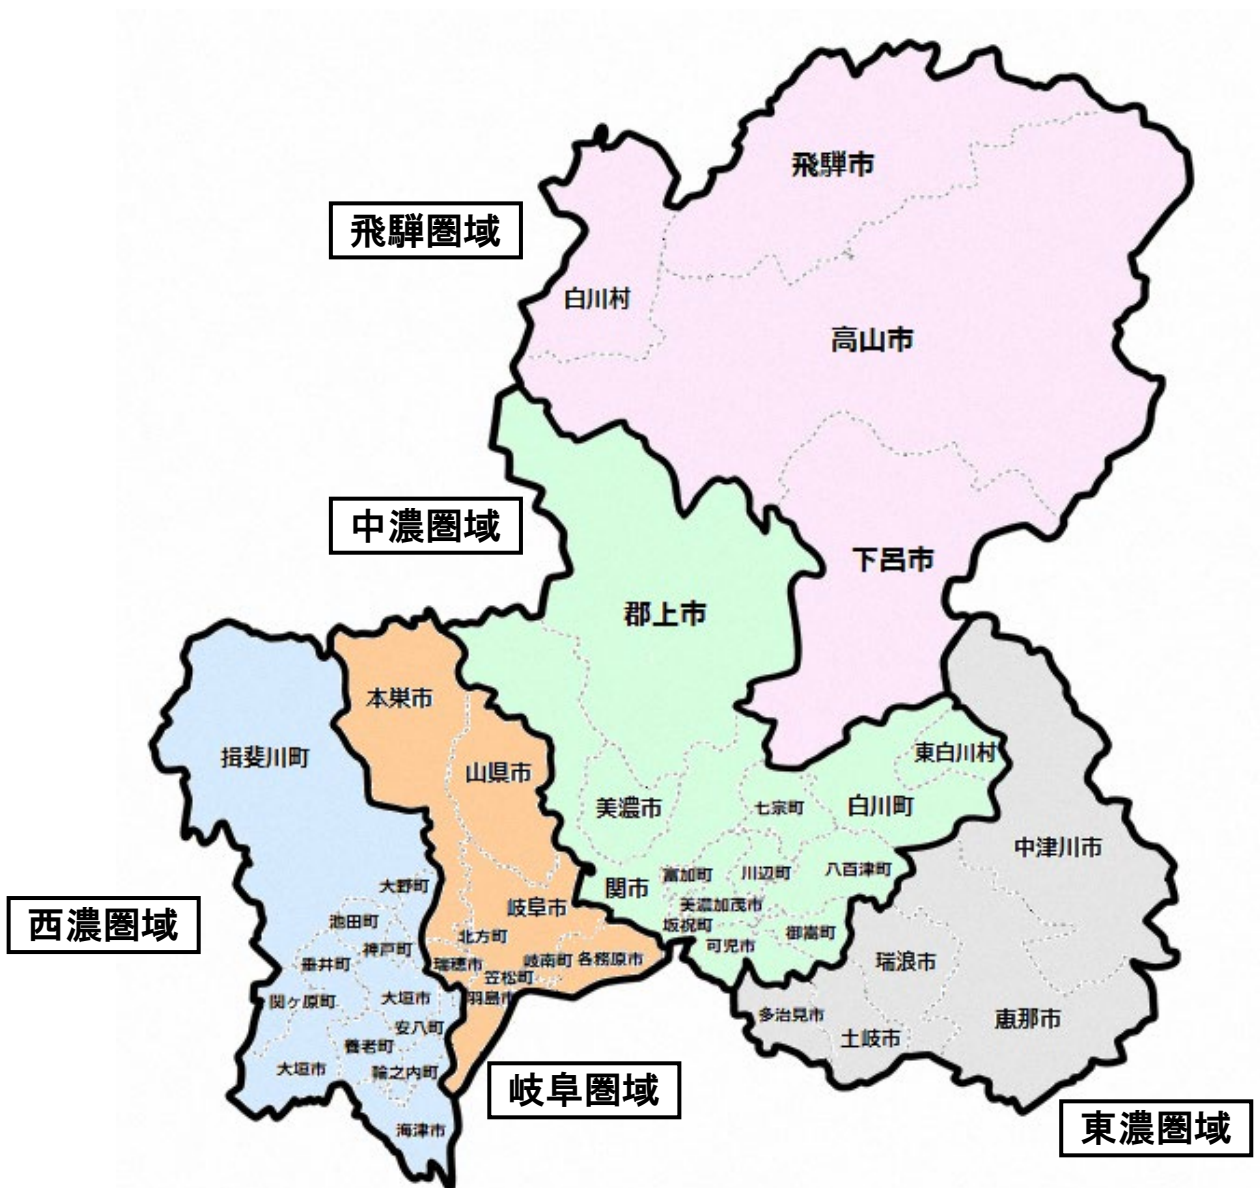 飛騨市
飛騨圏域
白川村
高山市
中濃圏域
下呂市
郡上市
本巣市
揖斐川町
山県市
東白川村
美濃市
七宗町
白川町
中津川市
大野町
関市
富加町
川辺町
八百津町
西濃圏域
池田町
岐阜市
美濃加茂市
坂祝町
御嵩町
可児市
神戸町
北方町
垂井町
瑞穂市
岐南町
各務原市
笠松町
瑞浪市
関ヶ原町
大垣市
羽島市
多治見市
恵那市
安八町
養老町
土岐市
大垣市
輪之内町
岐阜圏域
海津市
東濃圏域